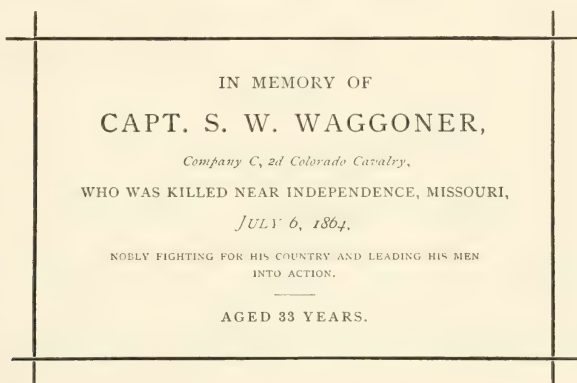 IN MEMORY OF
CAPT. S. W. WAGGONER,
Company C, 2d Colorado Cavalry,
WHO WAS KILLED NEAR INDEPENDENCE, MISSOURI,
JULY 6, 1864,
NOBLY FIGHTING FOR HIS COUNTRY AND LEADING HIS MEN
INTO ACTION.
AGED 33 YEARS.